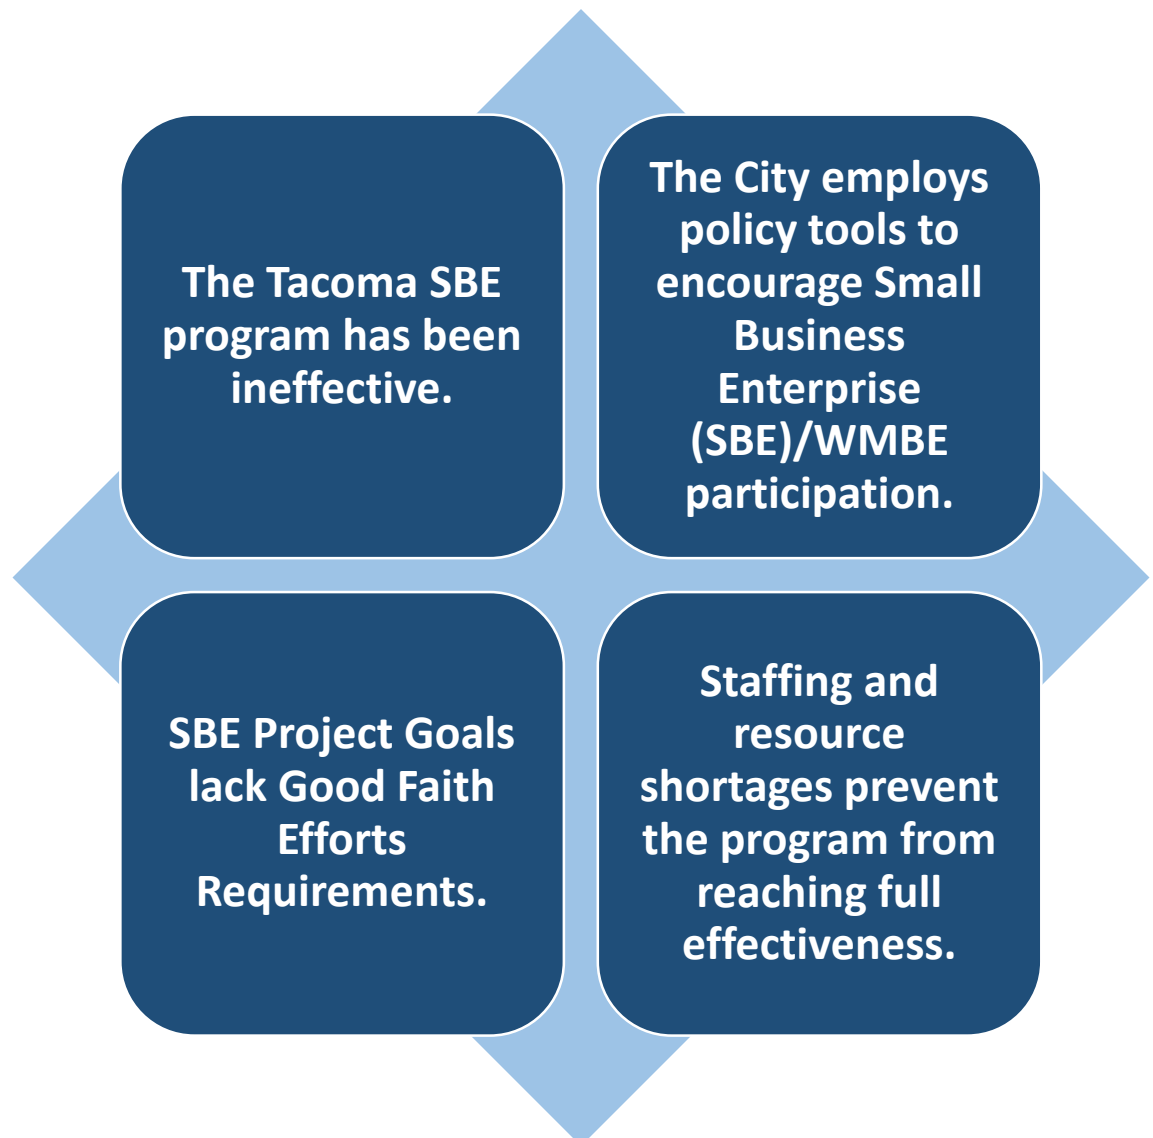 The Tacoma SBE
program has been
ineffective.
The City employs
policy tools to
encourage Small
Business
Enterprise
(SBE)/WMBE
participation.
SBE Project Goals
lack Good Faith
Efforts
Requirements.
Staffing and
resource
shortages prevent
the program from
reaching full
effectiveness.